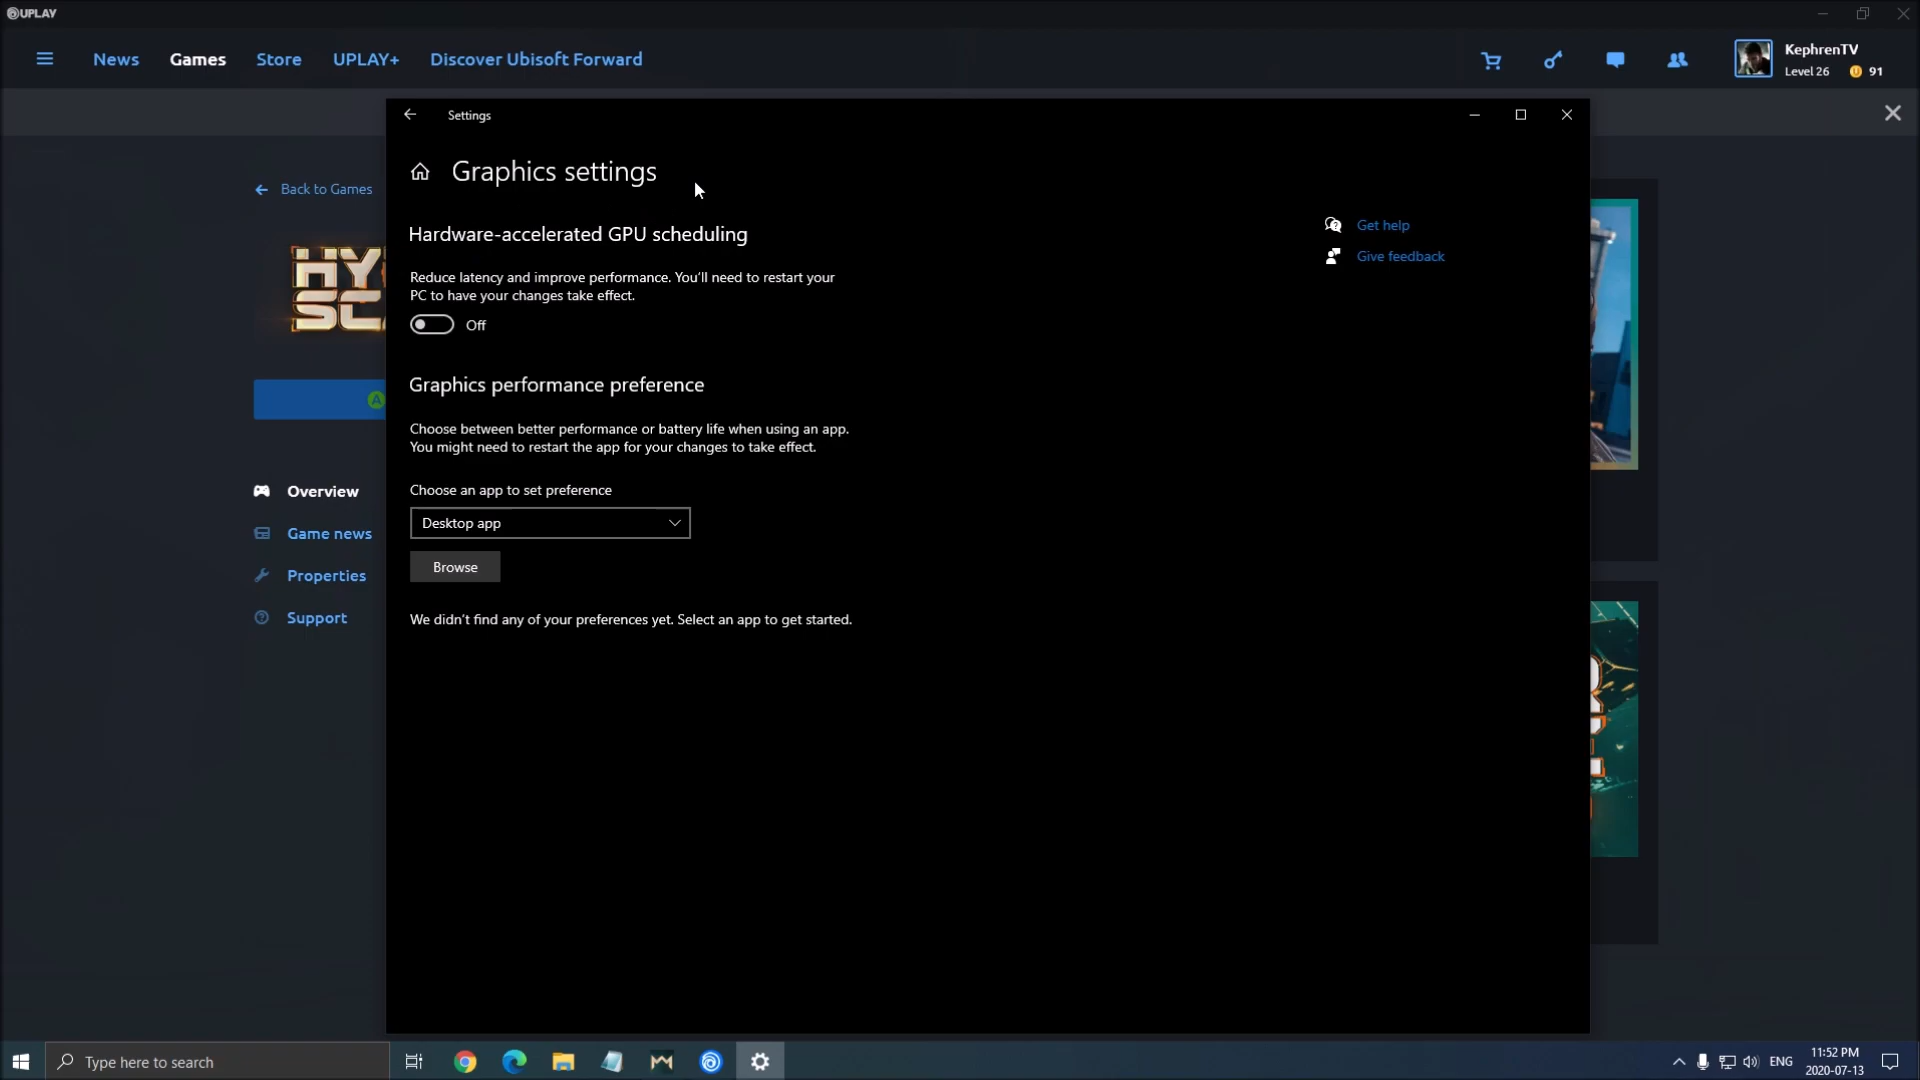 UPLAY
News Games Store UPLAY+ Discover Ubisoft Forward
KephrenTV
Level 26 91
Settings
Graphics settings
Back to Games
Hardware-accelerated GPU scheduling
Reduce latency and improve performance. You'll need to restart your
PC to have your changes take effect.
Off
Get help
Give feedback
HY
SC
A
Graphics performance preference
Choose between better performance or battery life when using an app.
You might need to restart the app for your changes to take effect.
Choose an app to set preference
Desktop app
Browse
We didn't find any of your preferences yet. Select an app to get started.
Overview
Game news
Properties
Support
Type here to search
ENG
11:52 PM
2020-07-13